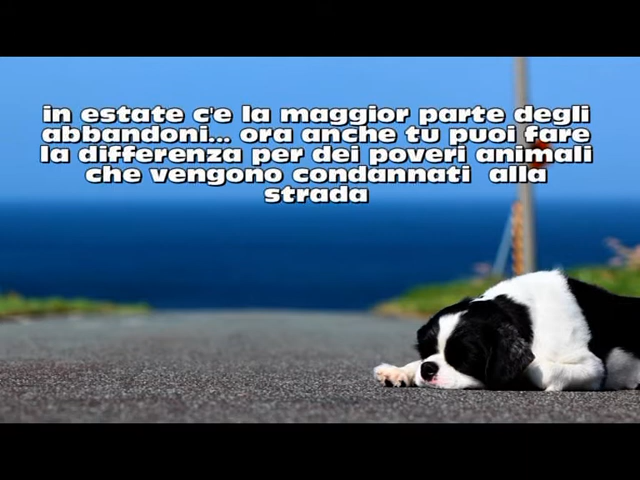 in estate c'e la maggior parte degli
abbandoni... ora anche tu puoi fare
la differenza per dei poveri animali
che vengono condannati alla
strada